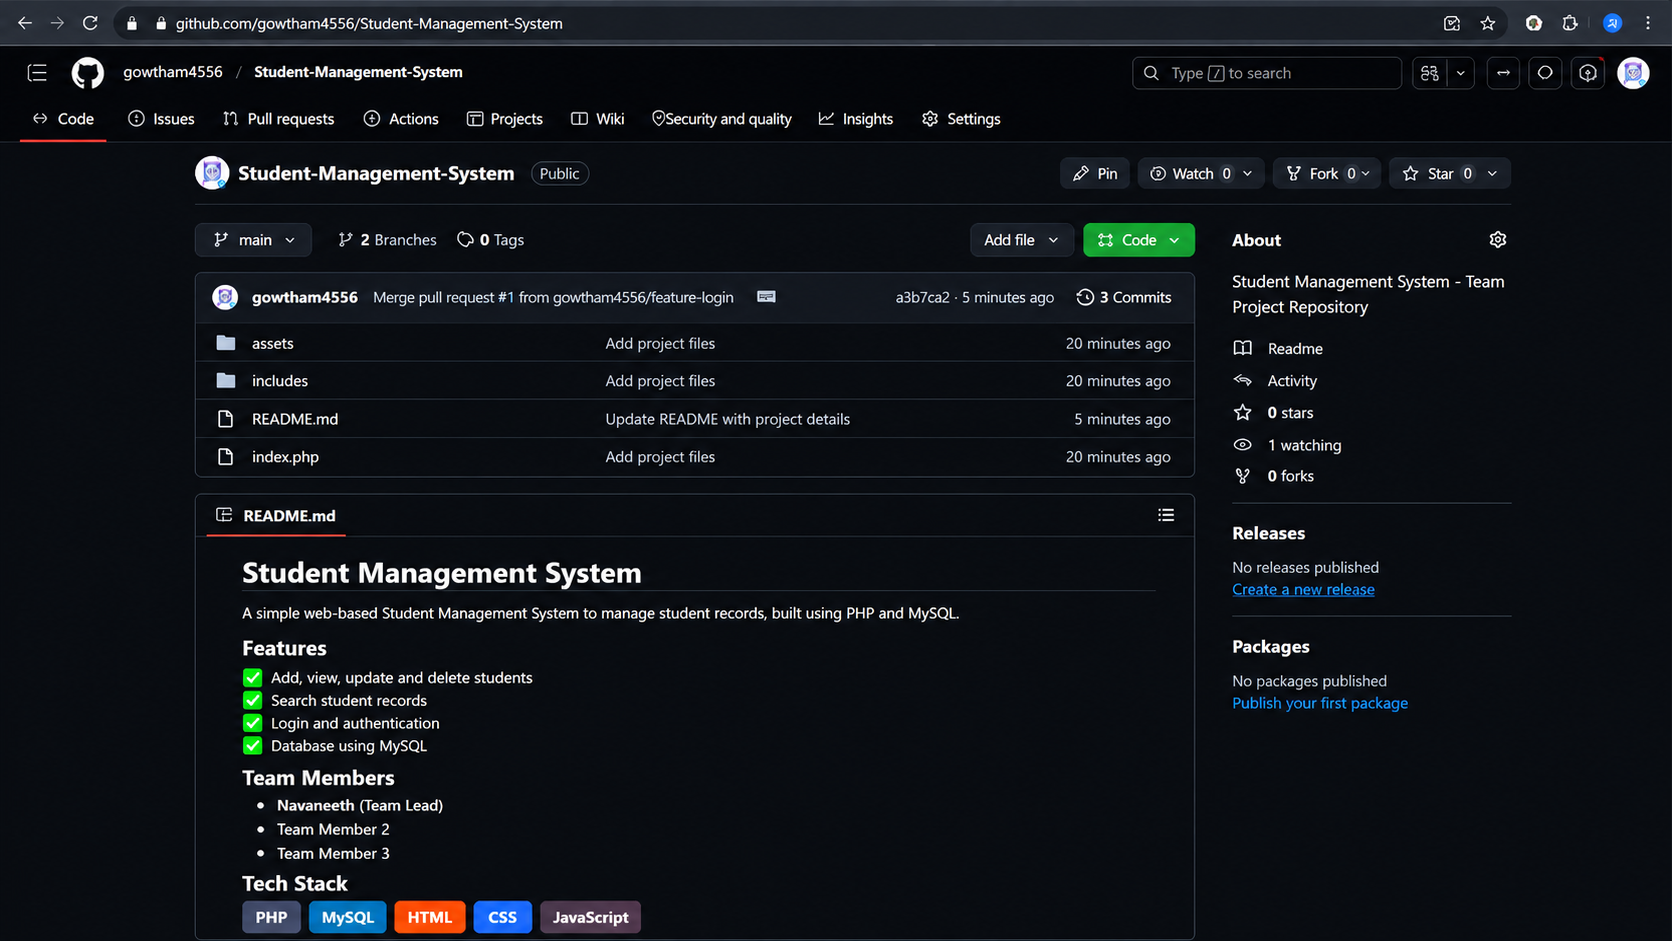 github.com/gowtham4556/Student-Management-System
gowtham4556 / Student-Management-System
Type / to search
Code
Issues
Pull requests
Actions
Projects
Wiki
Security and quality
Insights
Settings
Student-Management-System Public
Pin
Watch 0
Fork 0
Star 0
main
2 Branches
0 Tags
Add file
Code
gowtham4556 Merge pull request #1 from gowtham4556/feature-login a3b7ca2 · 5 minutes ago 3 Commits
assets Add project files 20 minutes ago
includes Add project files 20 minutes ago
README.md Update README with project details 5 minutes ago
index.php Add project files 20 minutes ago
README.md
Student Management System
A simple web-based Student Management System to manage student records, built using PHP and MySQL.
Features
✅ Add, view, update and delete students
✅ Search student records
✅ Login and authentication
✅ Database using MySQL
Team Members
• Navaneeth (Team Lead)
• Team Member 2
• Team Member 3
Tech Stack
PHP MySQL HTML CSS JavaScript
About
Student Management System - Team
Project Repository
Readme
Activity
0 stars
1 watching
0 forks
Releases
No releases published
Create a new release
Packages
No packages published
Publish your first package